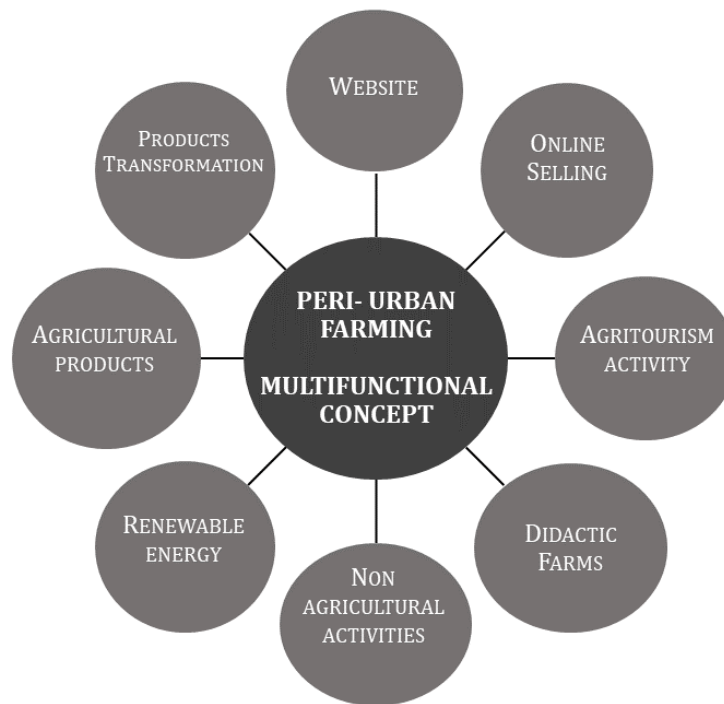 WEBSITE
ONLINE
SELLING
AGRITOURISM
ACTIVITY
DIDACTIC
FARMS
NON
AGRICULTURAL
ACTIVITIES
RENEWABLE
ENERGY
AGRICULTURAL
PRODUCTS
PRODUCTS
TRANSFORMATION
PERI- URBAN
FARMING
MULTIFUNCTIONAL
CONCEPT